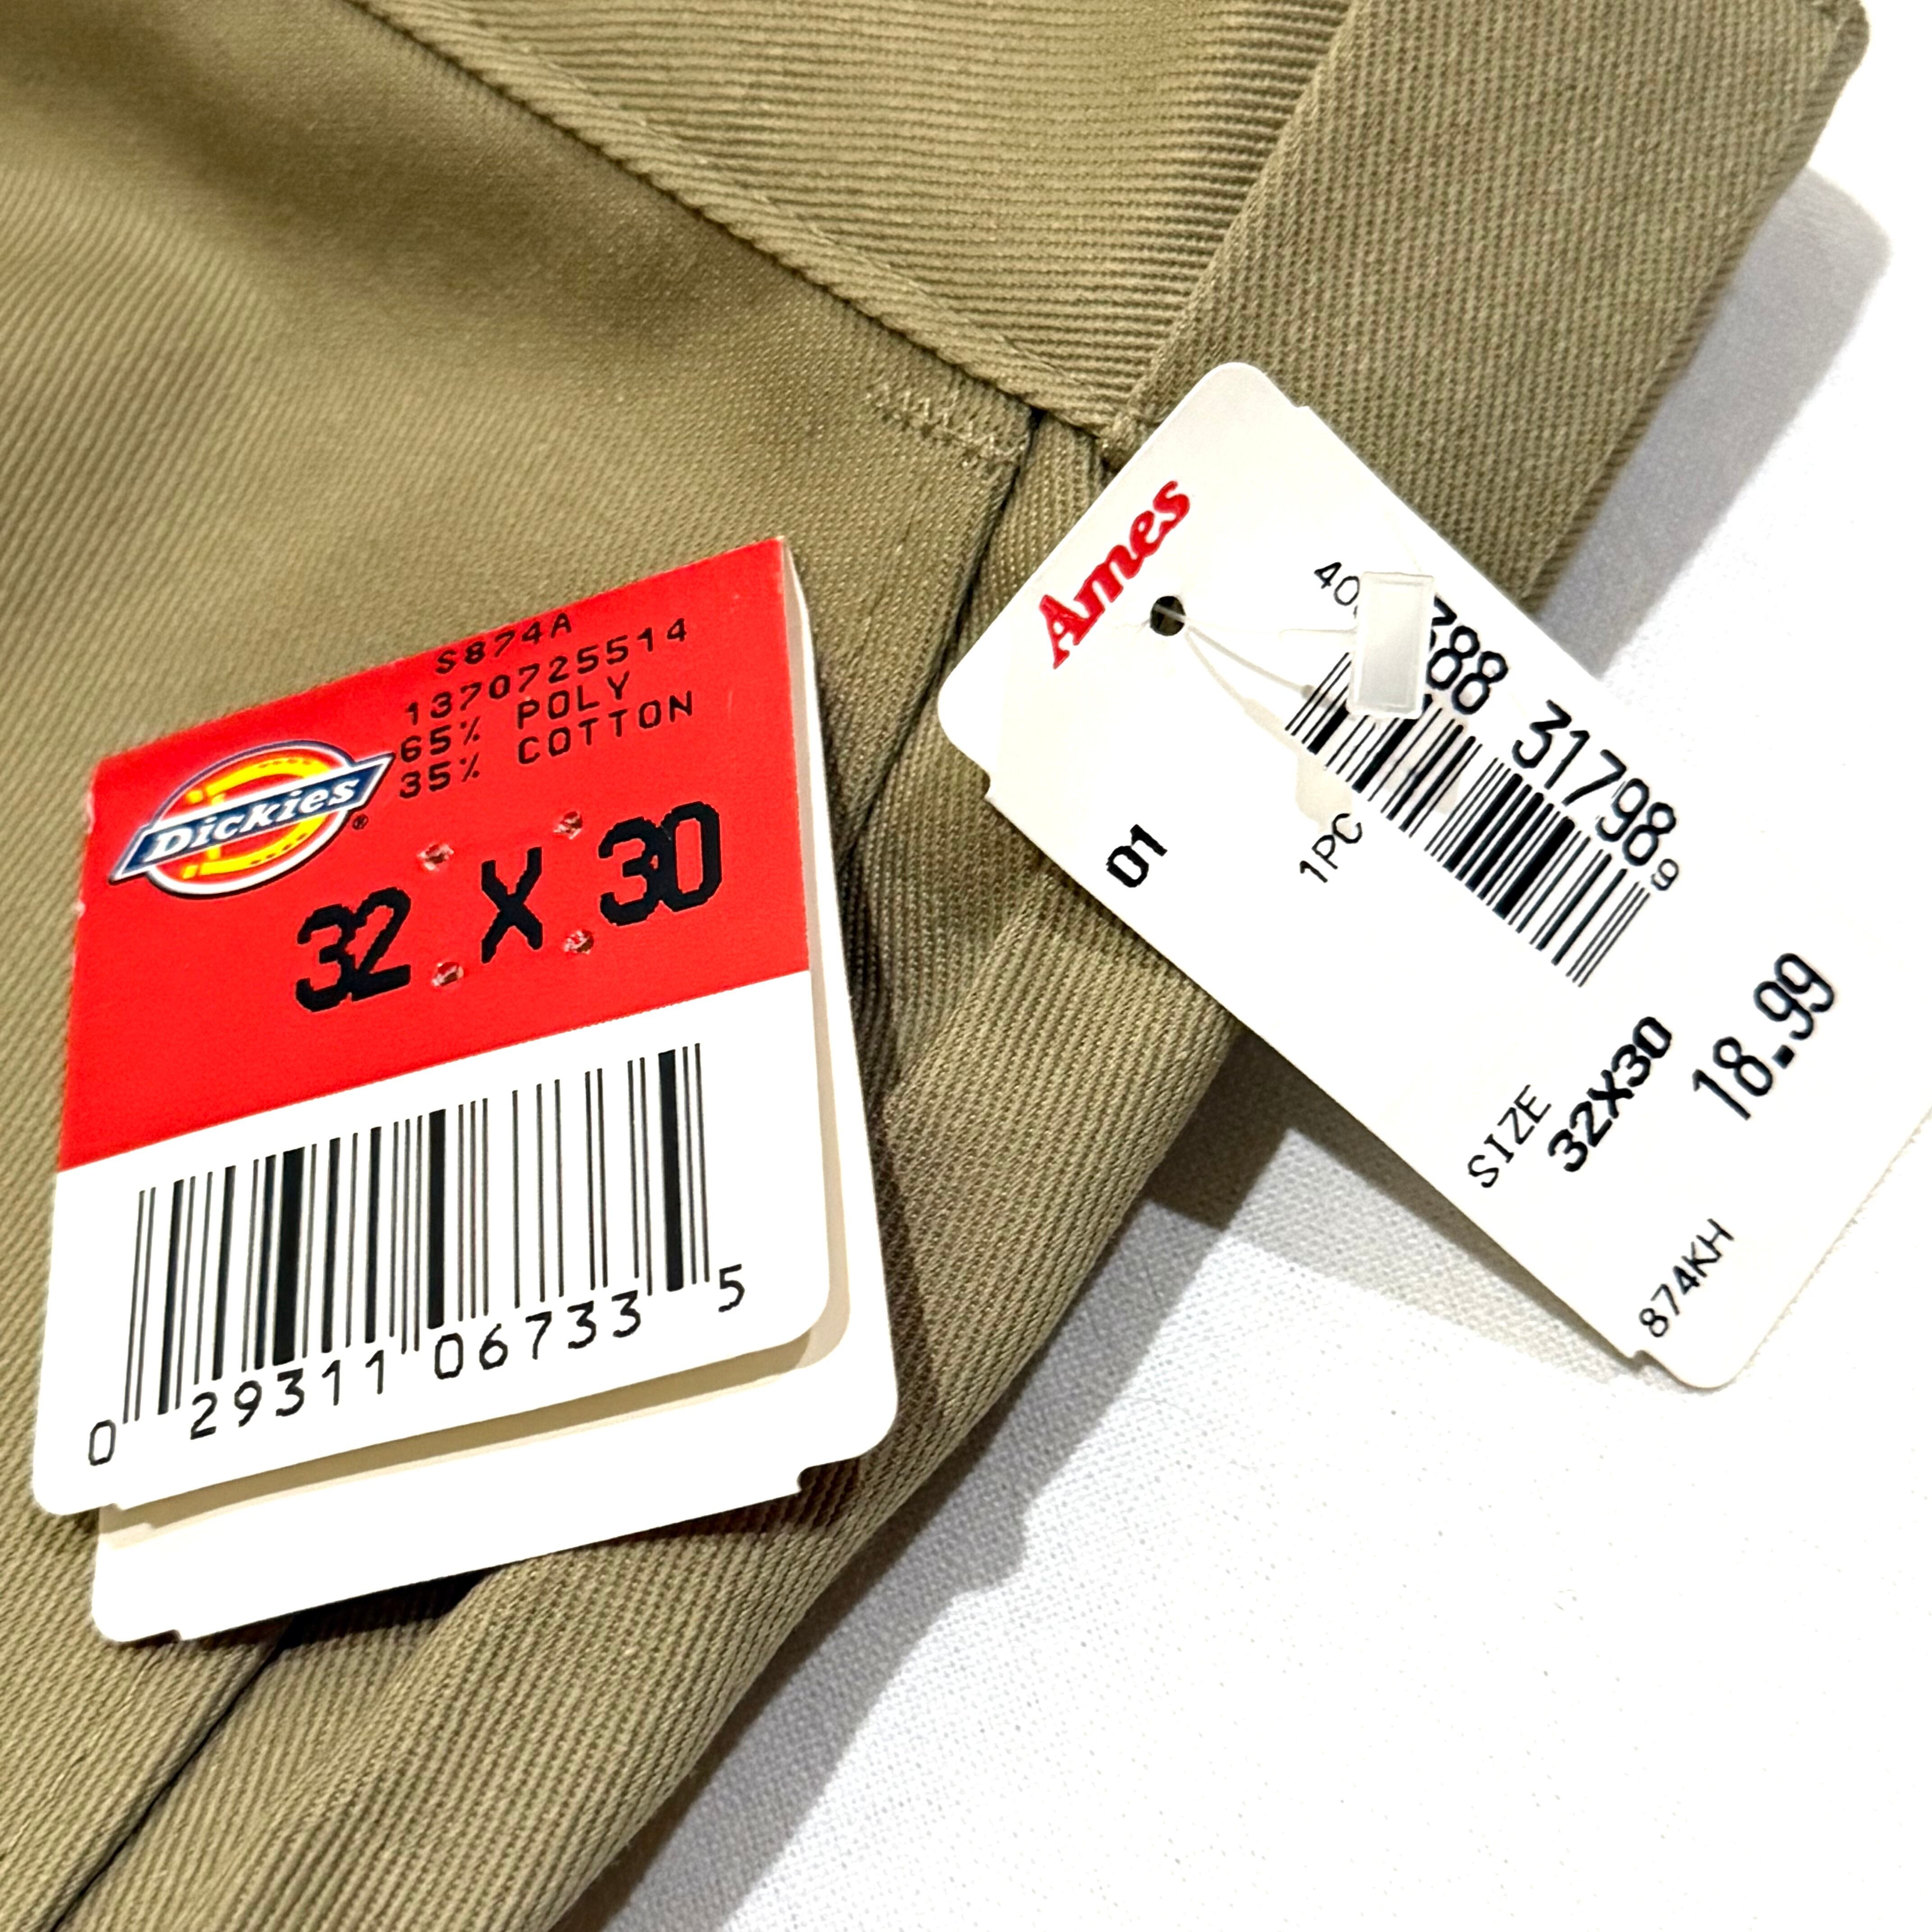 S874A
1370725514
65% POLY
35% COTTON
Dickies®
32 X 30
0 29311 06733 5
Ames
31798 9
01
1PC
SIZE
32X30
18.99
874KH